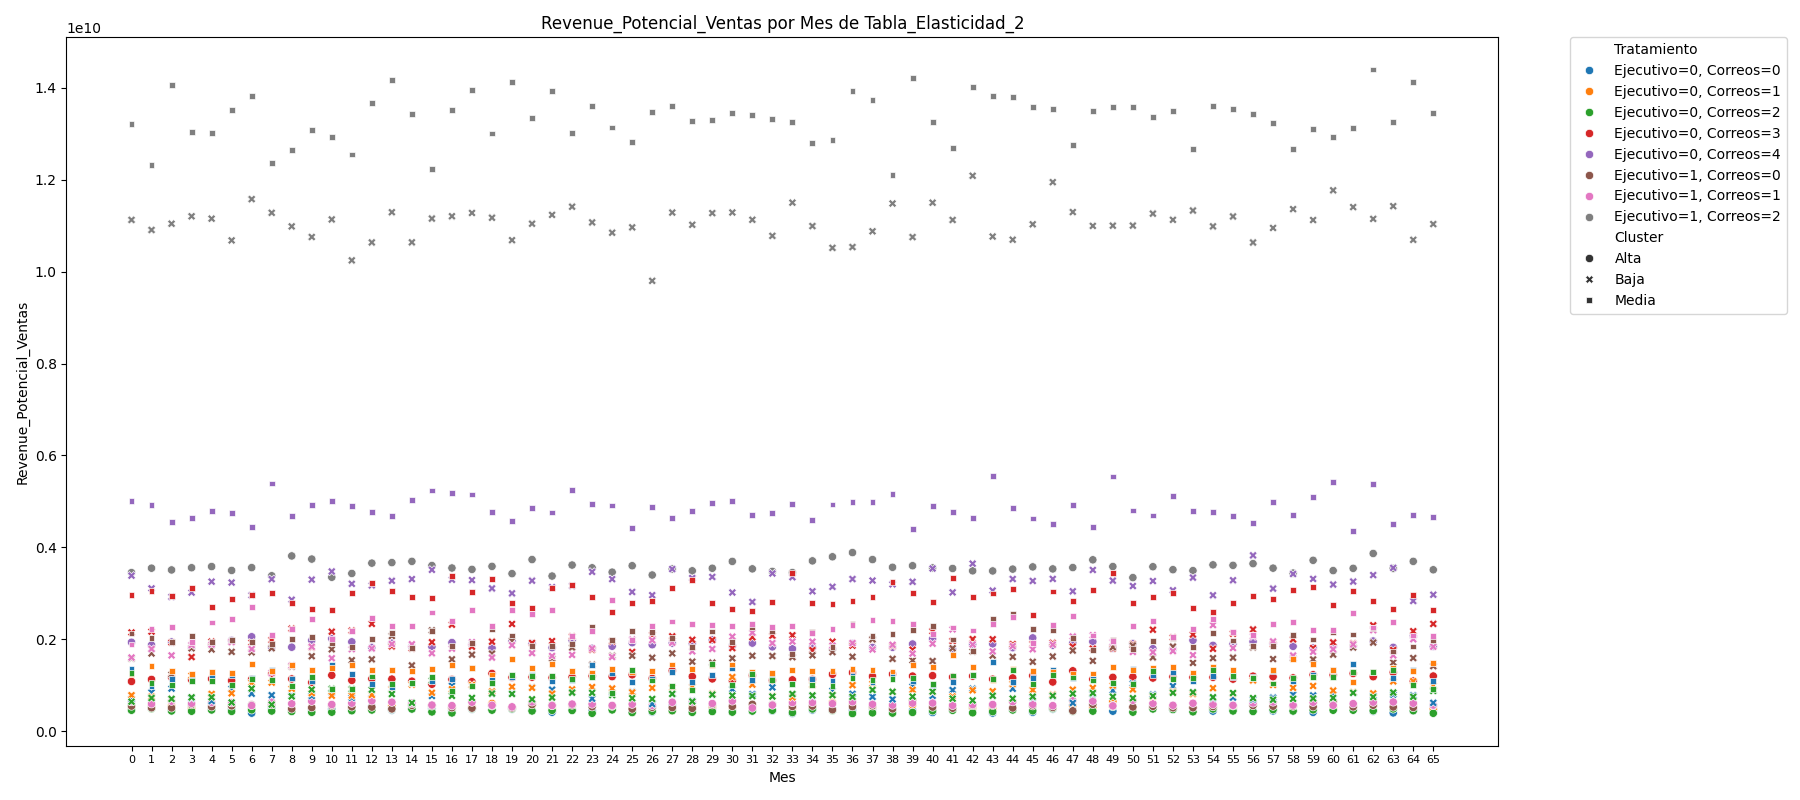 Revenue_Potencial_Ventas por Mes de Tabla_Elasticidad_2
1e10
1.4
1.2
1.0
0.8
0.6
0.4
0.2
0.0
Revenue_Potencial_Ventas
0 1 2 3 4 5 6 7 8 9 10 11 12 13 14 15 16 17 18 19 20 21 22 23 24 25 26 27 28 29 30 31 32 33 34 35 36 37 38 39 40 41 42 43 44 45 46 47 48 49 50 51 52 53 54 55 56 57 58 59 60 61 62 63 64 65
Mes
Tratamiento
Ejecutivo=0, Correos=0
Ejecutivo=0, Correos=1
Ejecutivo=0, Correos=2
Ejecutivo=0, Correos=3
Ejecutivo=0, Correos=4
Ejecutivo=1, Correos=0
Ejecutivo=1, Correos=1
Ejecutivo=1, Correos=2
Cluster
Alta
Baja
Media